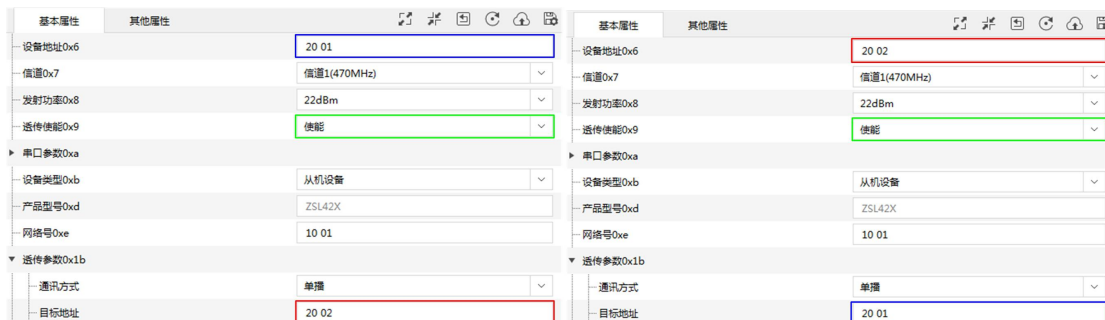 基本属性 其他属性
设备地址0x6 20 01
信道0x7 信道1(470MHz)
发射功率0x8 22dBm
透传使能0x9 使能
串口参数0xa
设备类型0xb 从机设备
产品型号0xd ZSL42X
网络号0xe 10 01
透传参数0x1b
通讯方式 单播
目标地址 20 02
基本属性 其他属性
设备地址0x6 20 02
信道0x7 信道1(470MHz)
发射功率0x8 22dBm
透传使能0x9 使能
串口参数0xa
设备类型0xb 从机设备
产品型号0xd ZSL42X
网络号0xe 10 01
透传参数0x1b
通讯方式 单播
目标地址 20 01